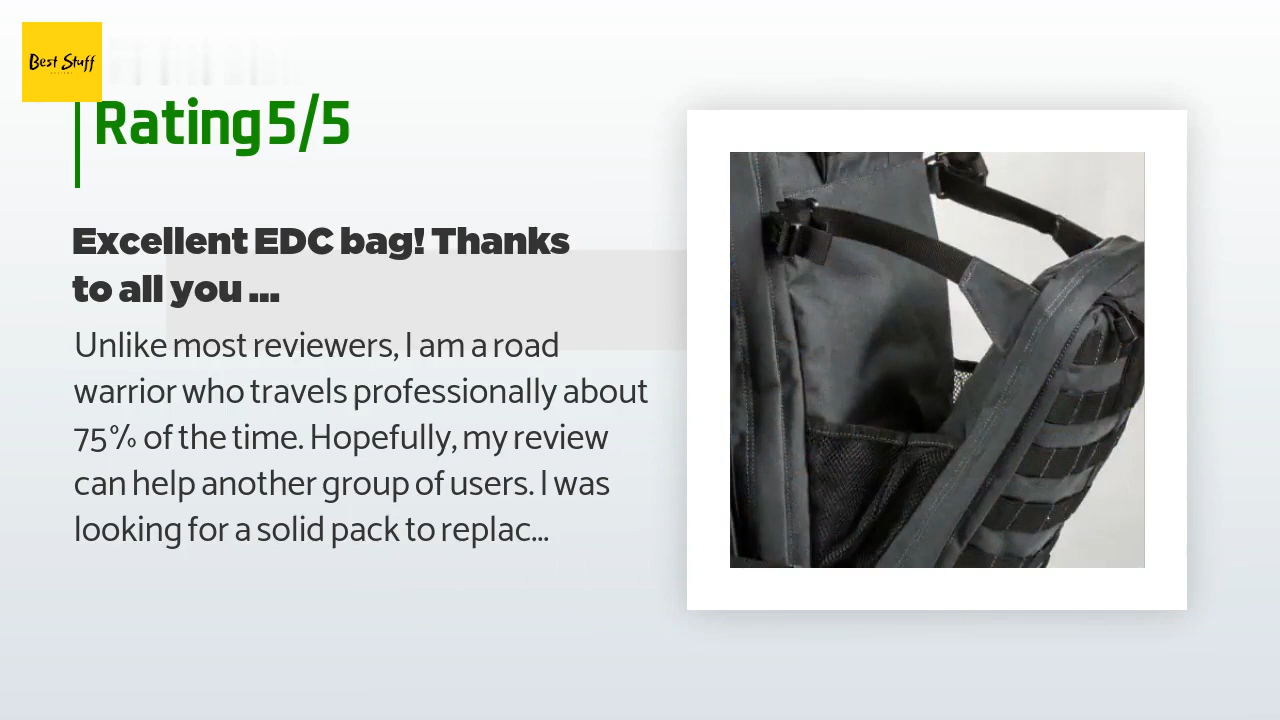 Best Stuff
Rating 5/5
Excellent EDC bag! Thanks
to all you ...
Unlike most reviewers, I am a road
warrior who travels professionally about
75% of the time. Hopefully, my review
can help another group of users. I was
looking for a solid pack to replac...